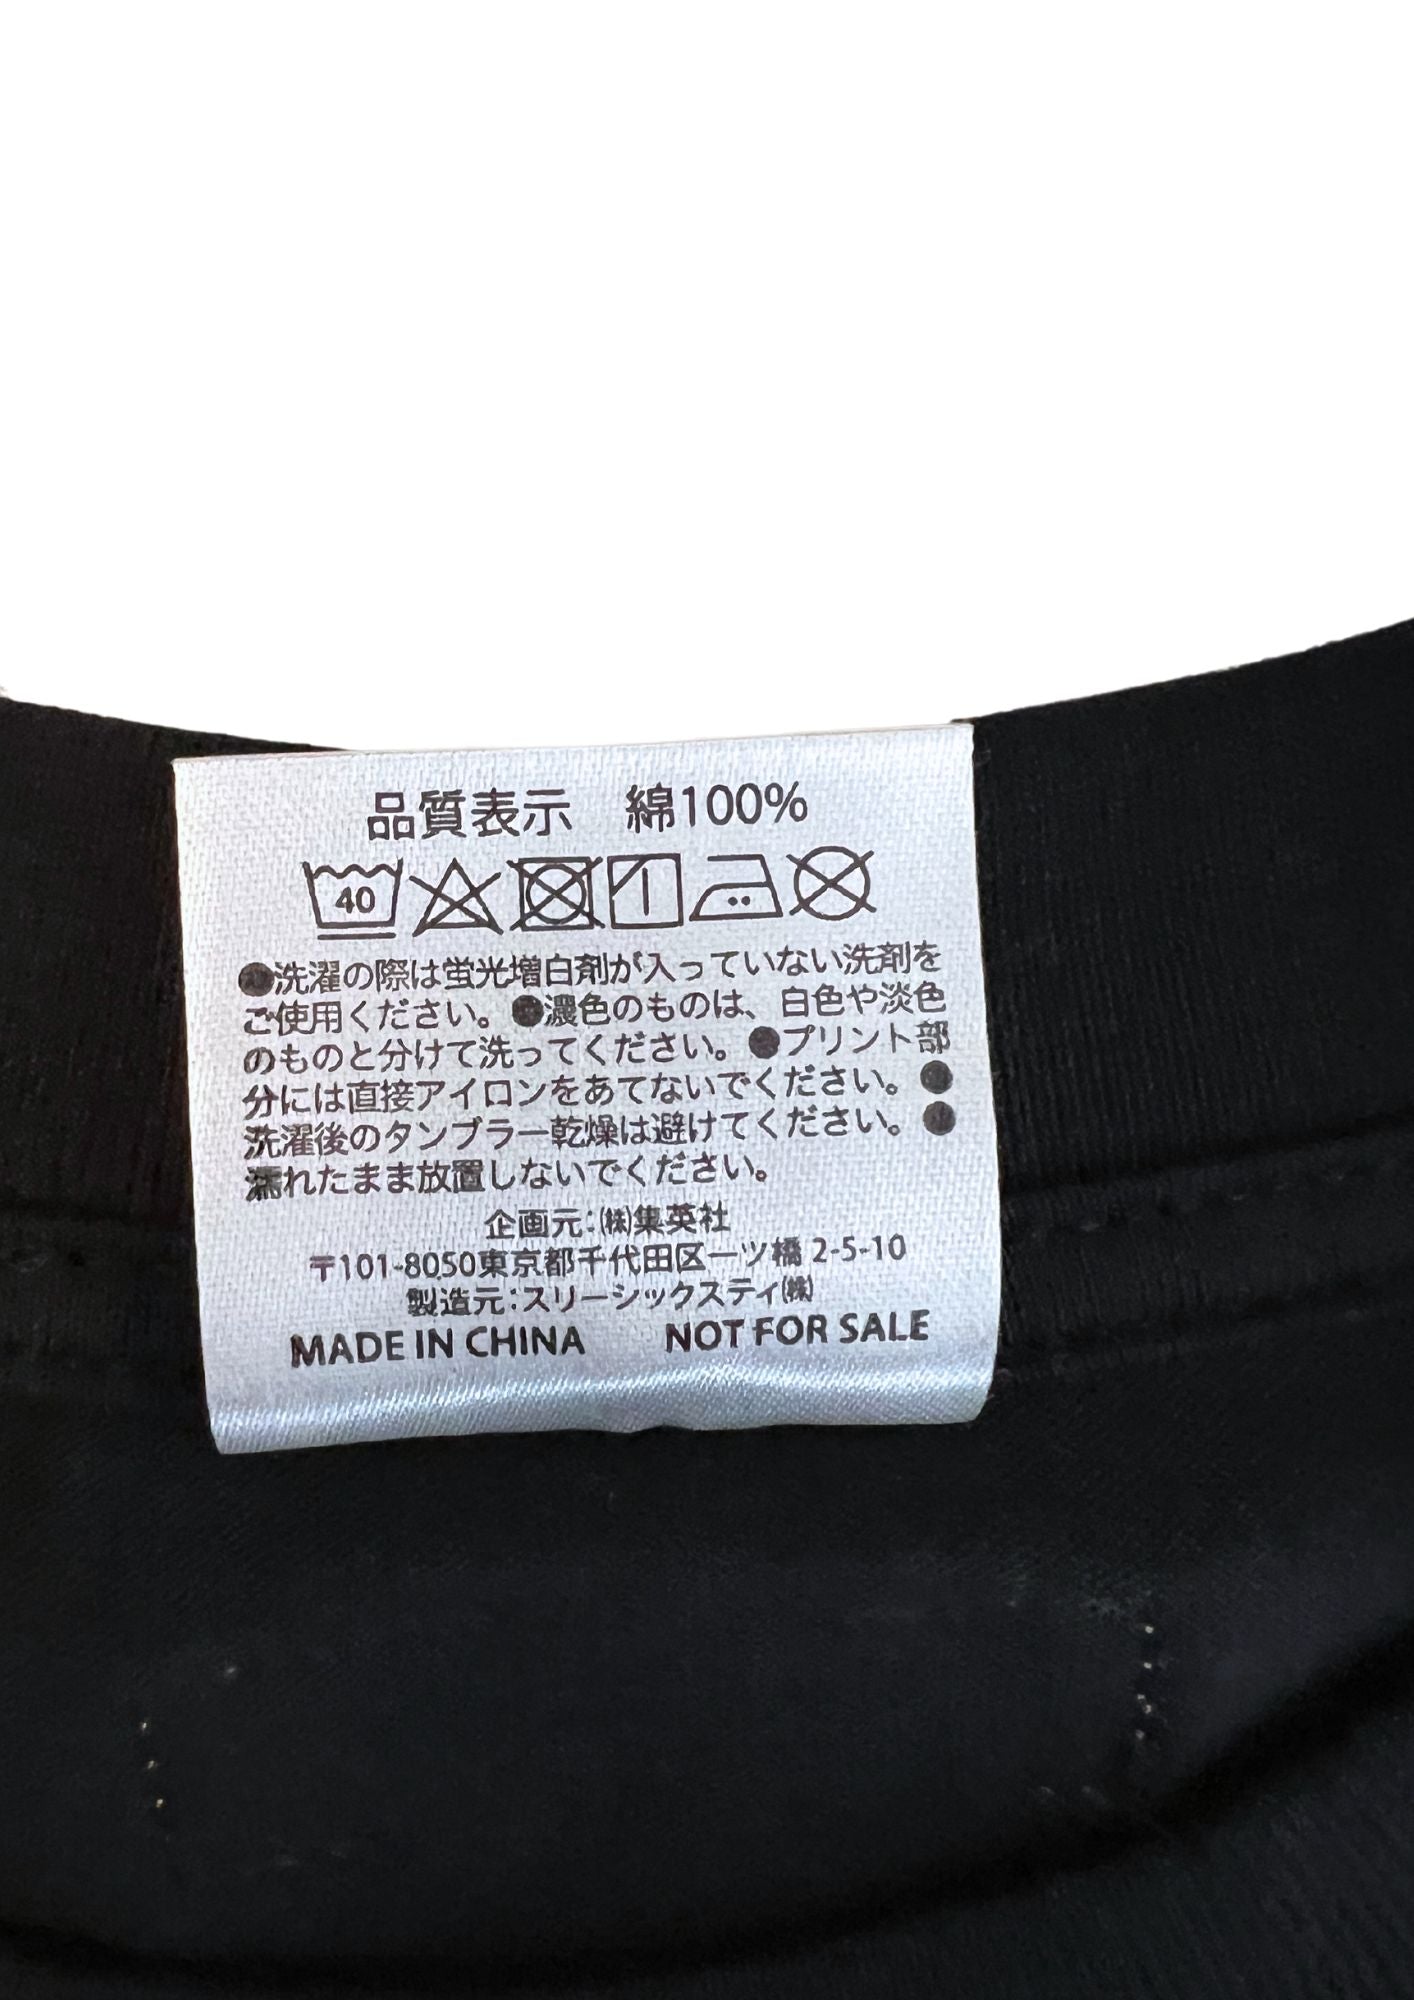 品質表示　綿100%
40
●洗濯の際は蛍光増白剤が入っていない洗剤を
ご使用ください。●濃色のものは、白色や淡色
のものと分けて洗ってください。●プリント部
分には直接アイロンをあてないでください。●
洗濯後のタンブラー乾燥は避けてください。●
濡れたまま放置しないでください。
企画元：㈱集英社
〒101-8050東京都千代田区一ツ橋 2-5-10
製造元：スリーシックスティ㈱
MADE IN CHINA　NOT FOR SALE